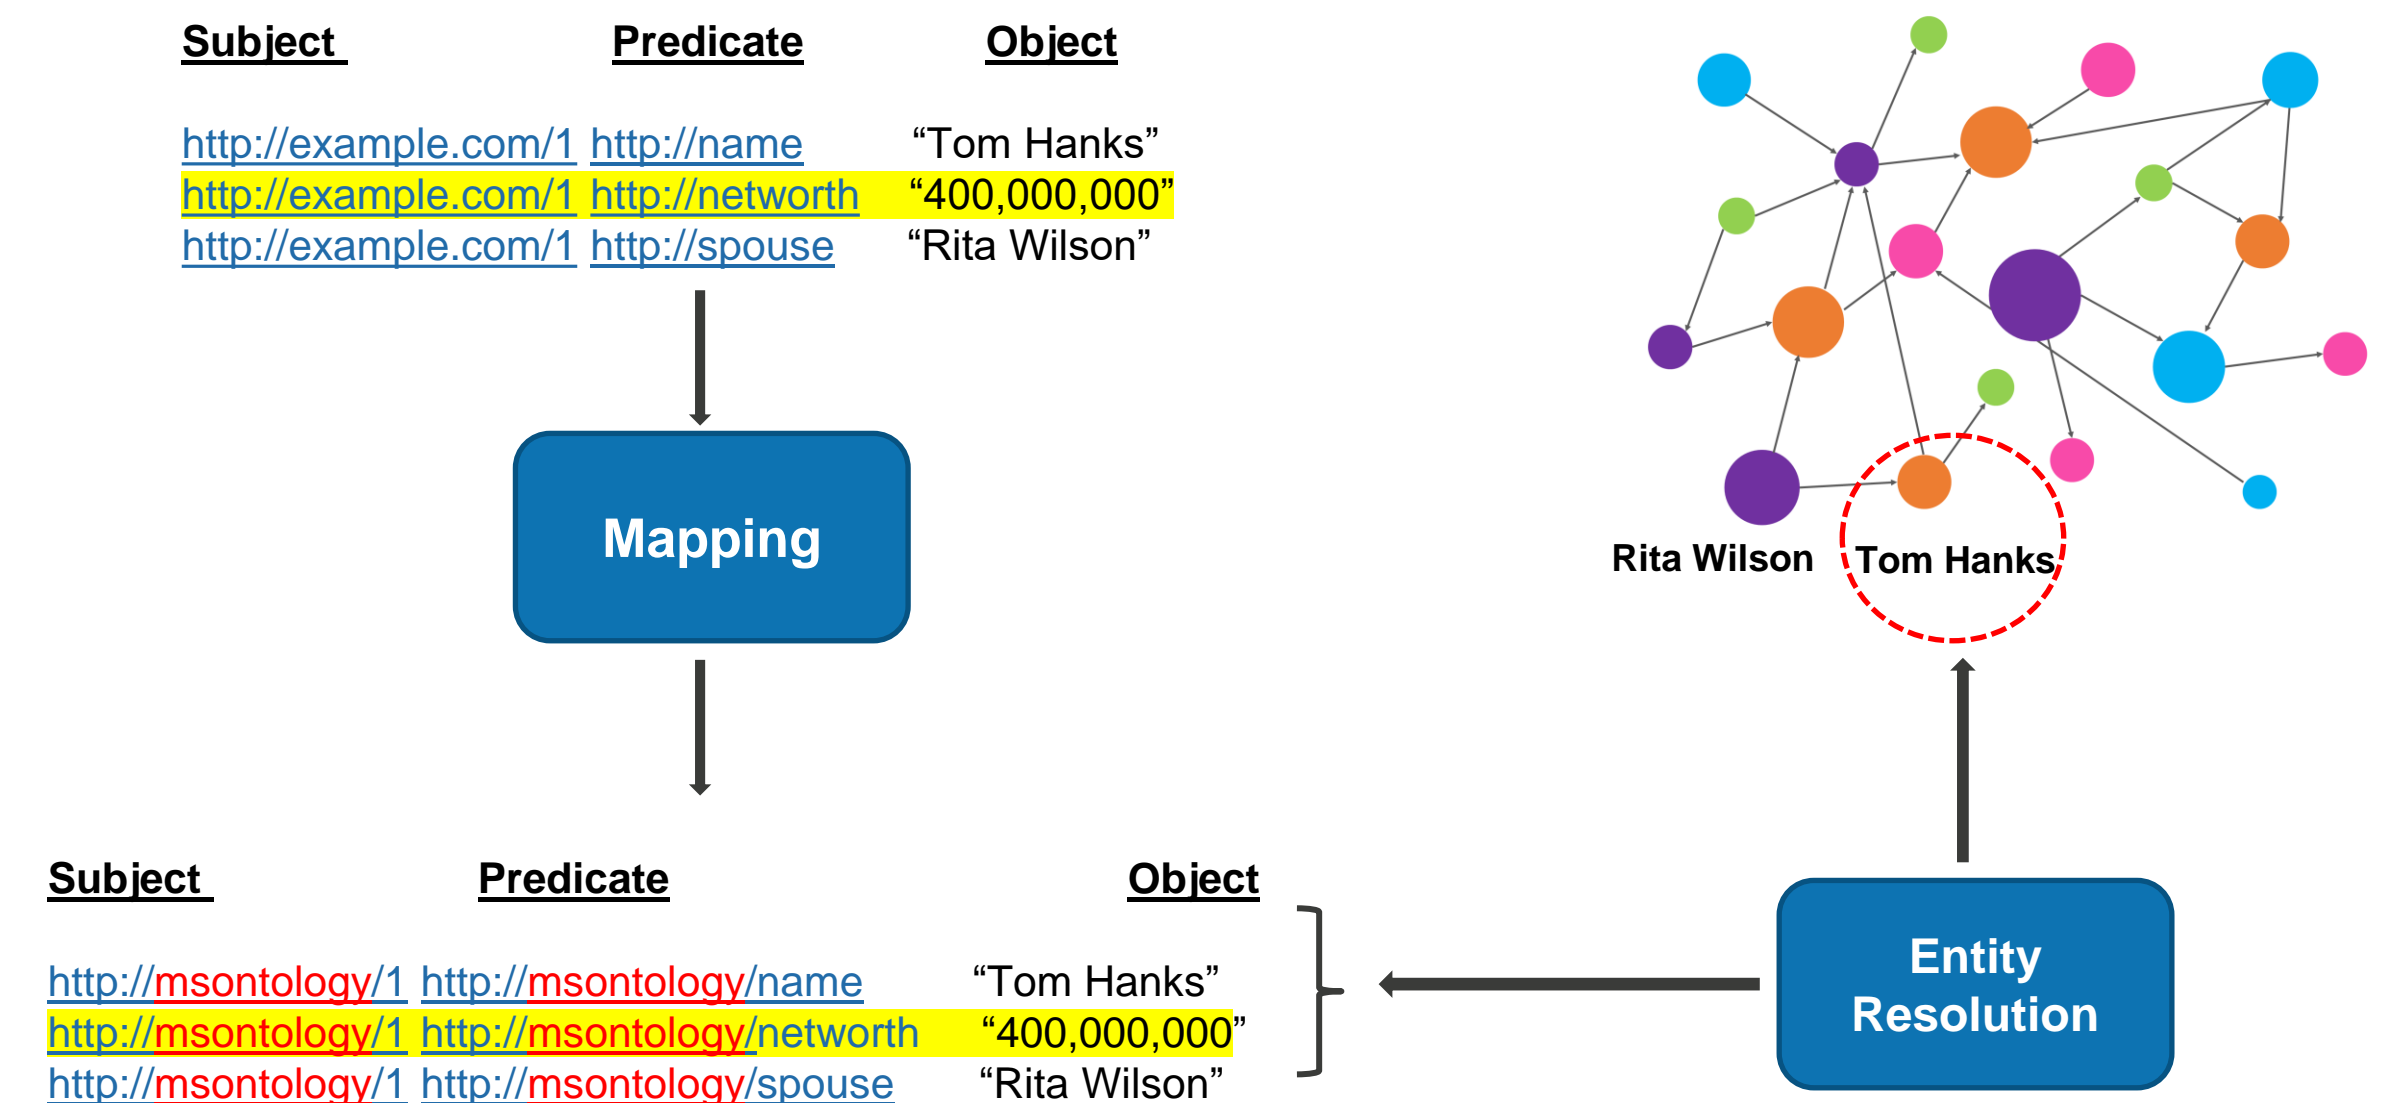 Subject Predicate Object
http://example.com/1 http://name “Tom Hanks”
http://example.com/1 http://networth “400,000,000”
http://example.com/1 http://spouse “Rita Wilson”
Mapping
Subject Predicate Object
http://msontology/1 http://msontology/name “Tom Hanks”
http://msontology/1 http://msontology/networth “400,000,000”
http://msontology/1 http://msontology/spouse “Rita Wilson”
Rita Wilson
Tom Hanks
Entity
Resolution